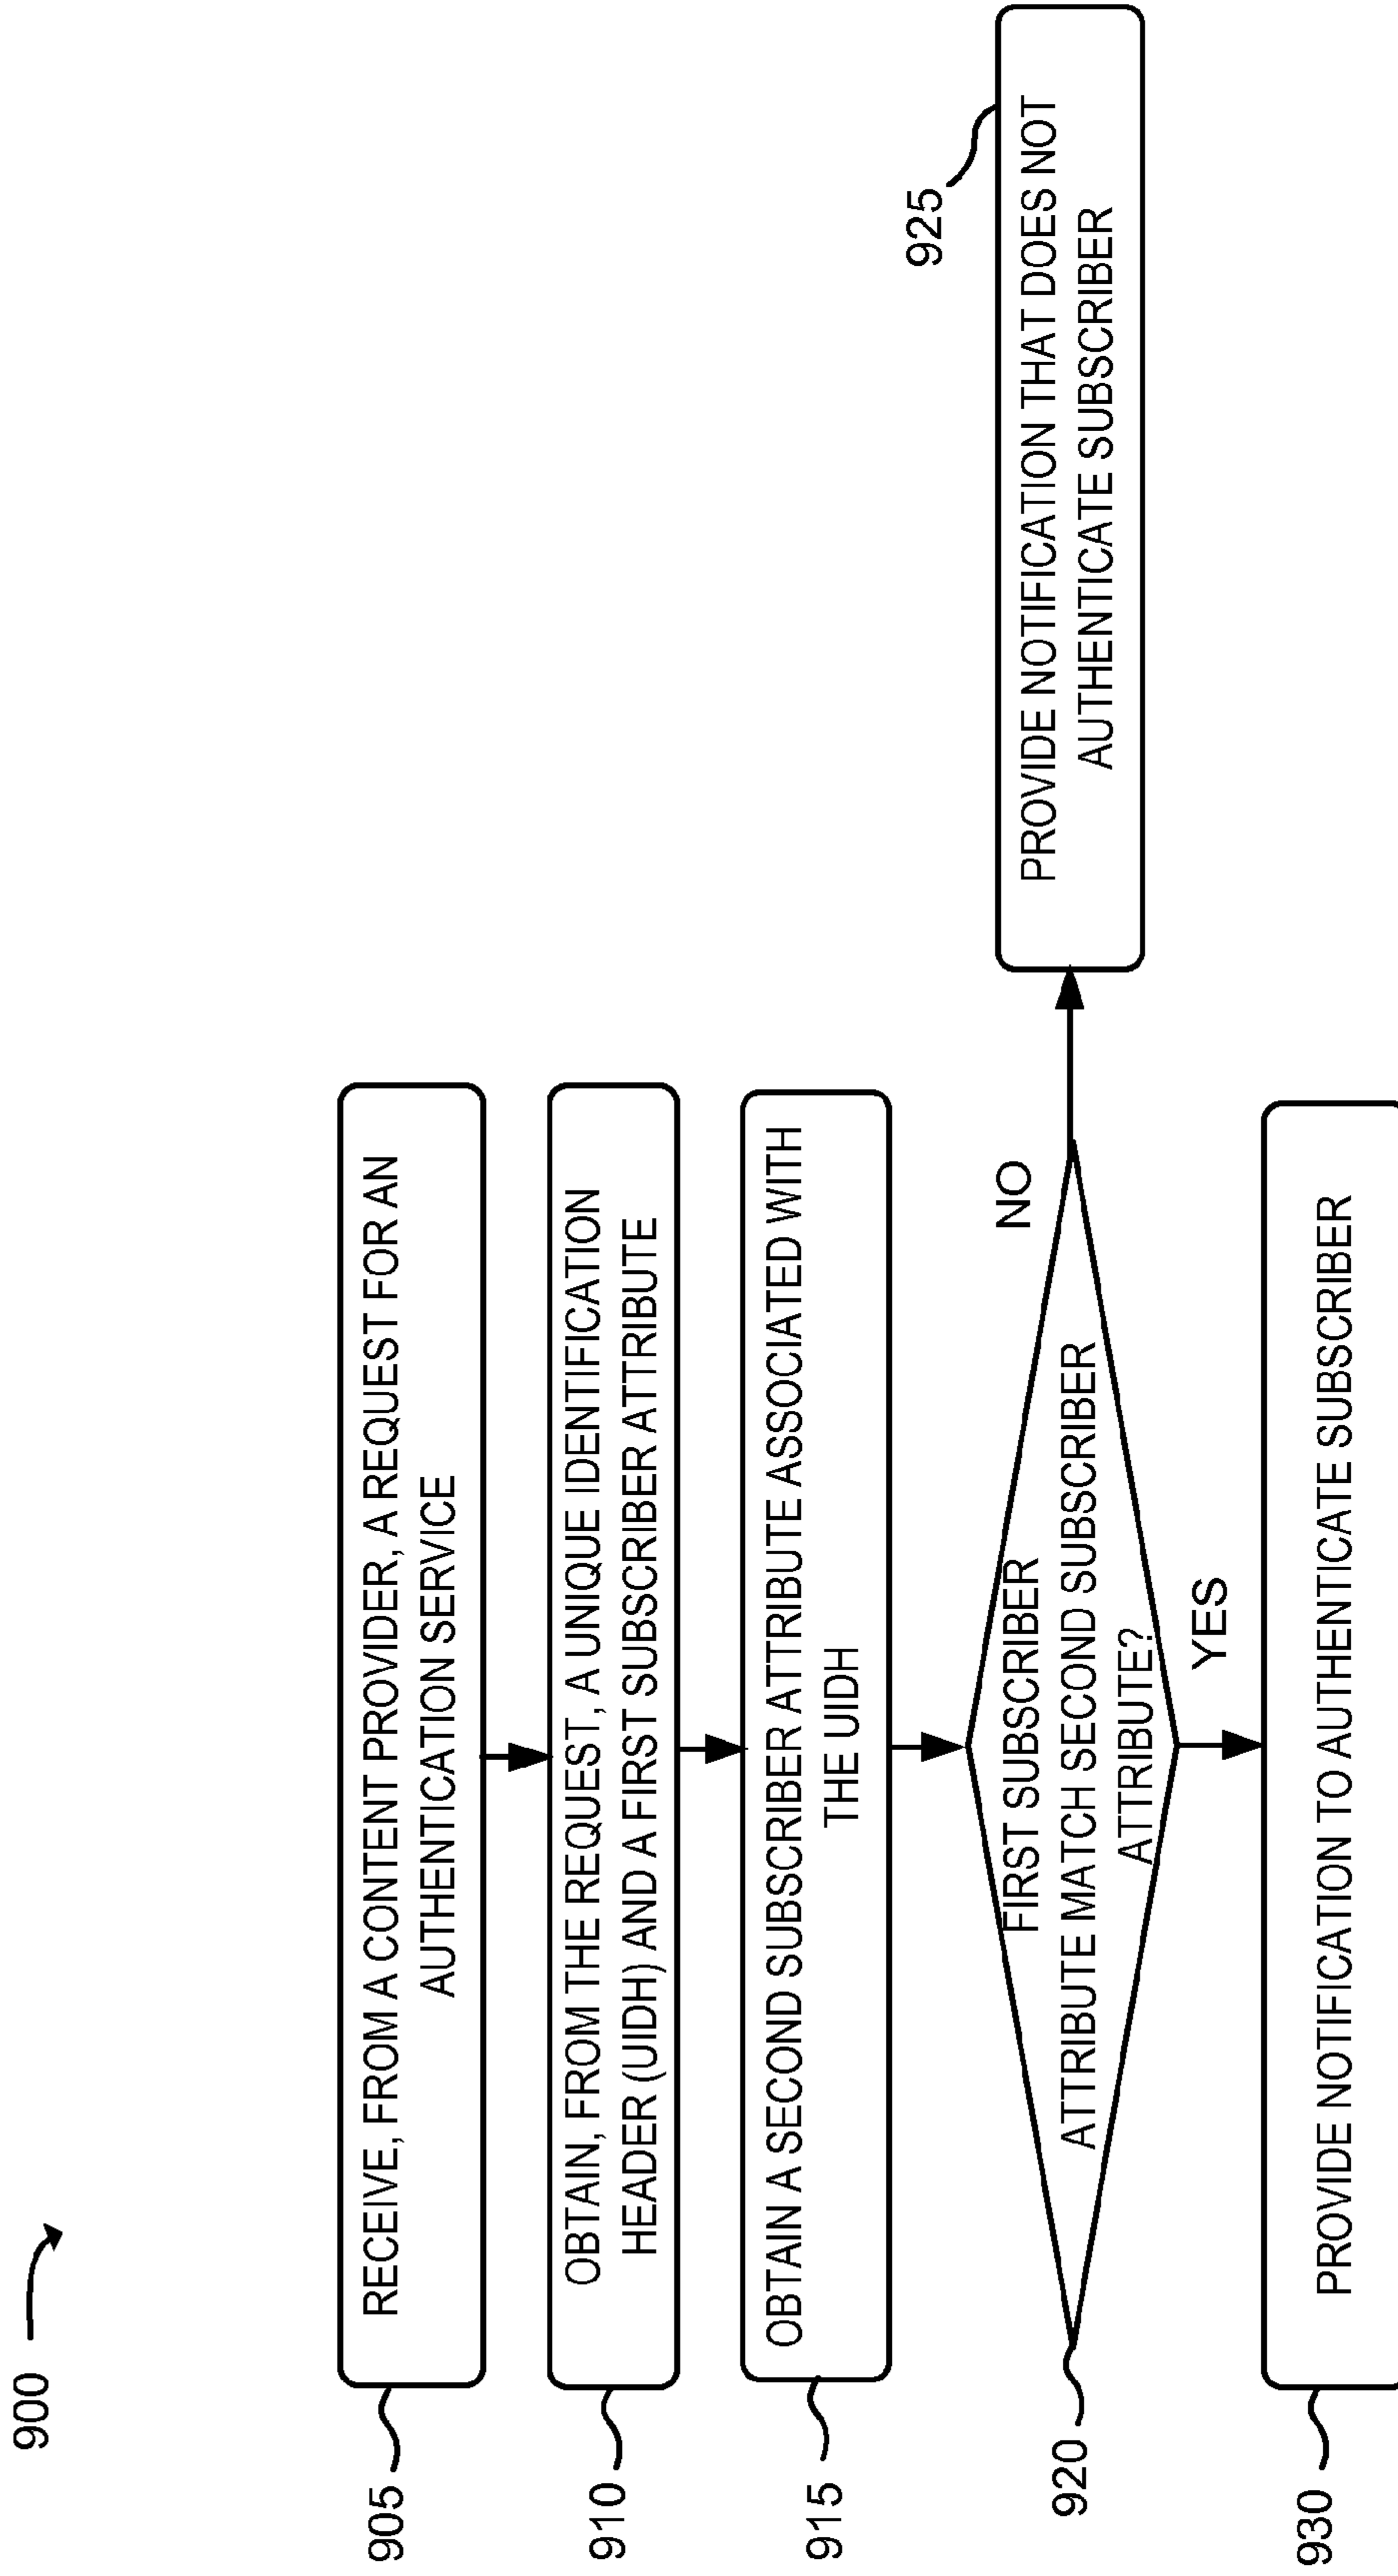 900
905
RECEIVE, FROM A CONTENT PROVIDER, A REQUEST FOR AN
AUTHENTICATION SERVICE
910
OBTAIN, FROM THE REQUEST, A UNIQUE IDENTIFICATION
HEADER (UIDH) AND A FIRST SUBSCRIBER ATTRIBUTE
915
OBTAIN A SECOND SUBSCRIBER ATTRIBUTE ASSOCIATED WITH
THE UIDH
920
FIRST SUBSCRIBER
ATTRIBUTE MATCH SECOND SUBSCRIBER
ATTRIBUTE?
NO
925
PROVIDE NOTIFICATION THAT DOES NOT
AUTHENTICATE SUBSCRIBER
YES
930
PROVIDE NOTIFICATION TO AUTHENTICATE SUBSCRIBER